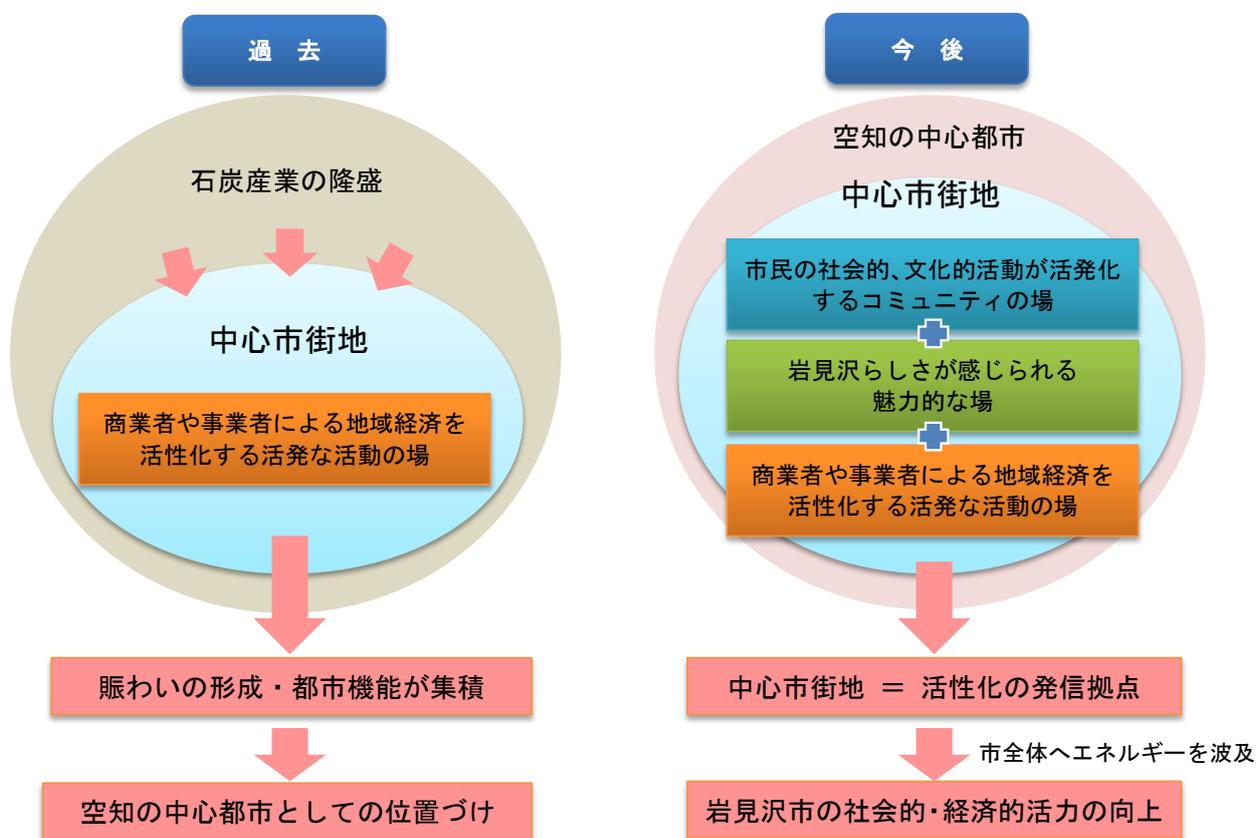 過　去
石炭産業の隆盛
中心市街地
商業者や事業者による地域経済を
活性化する活発な活動の場
賑わいの形成・都市機能が集積
空知の中心都市としての位置づけ
今　後
空知の中心都市
中心市街地
市民の社会的、文化的活動が活発化
するコミュニティの場
岩見沢らしさが感じられる
魅力的な場
商業者や事業者による地域経済を
活性化する活発な活動の場
中心市街地 ＝ 活性化の発信拠点
市全体へエネルギーを波及
岩見沢市の社会的・経済的活力の向上